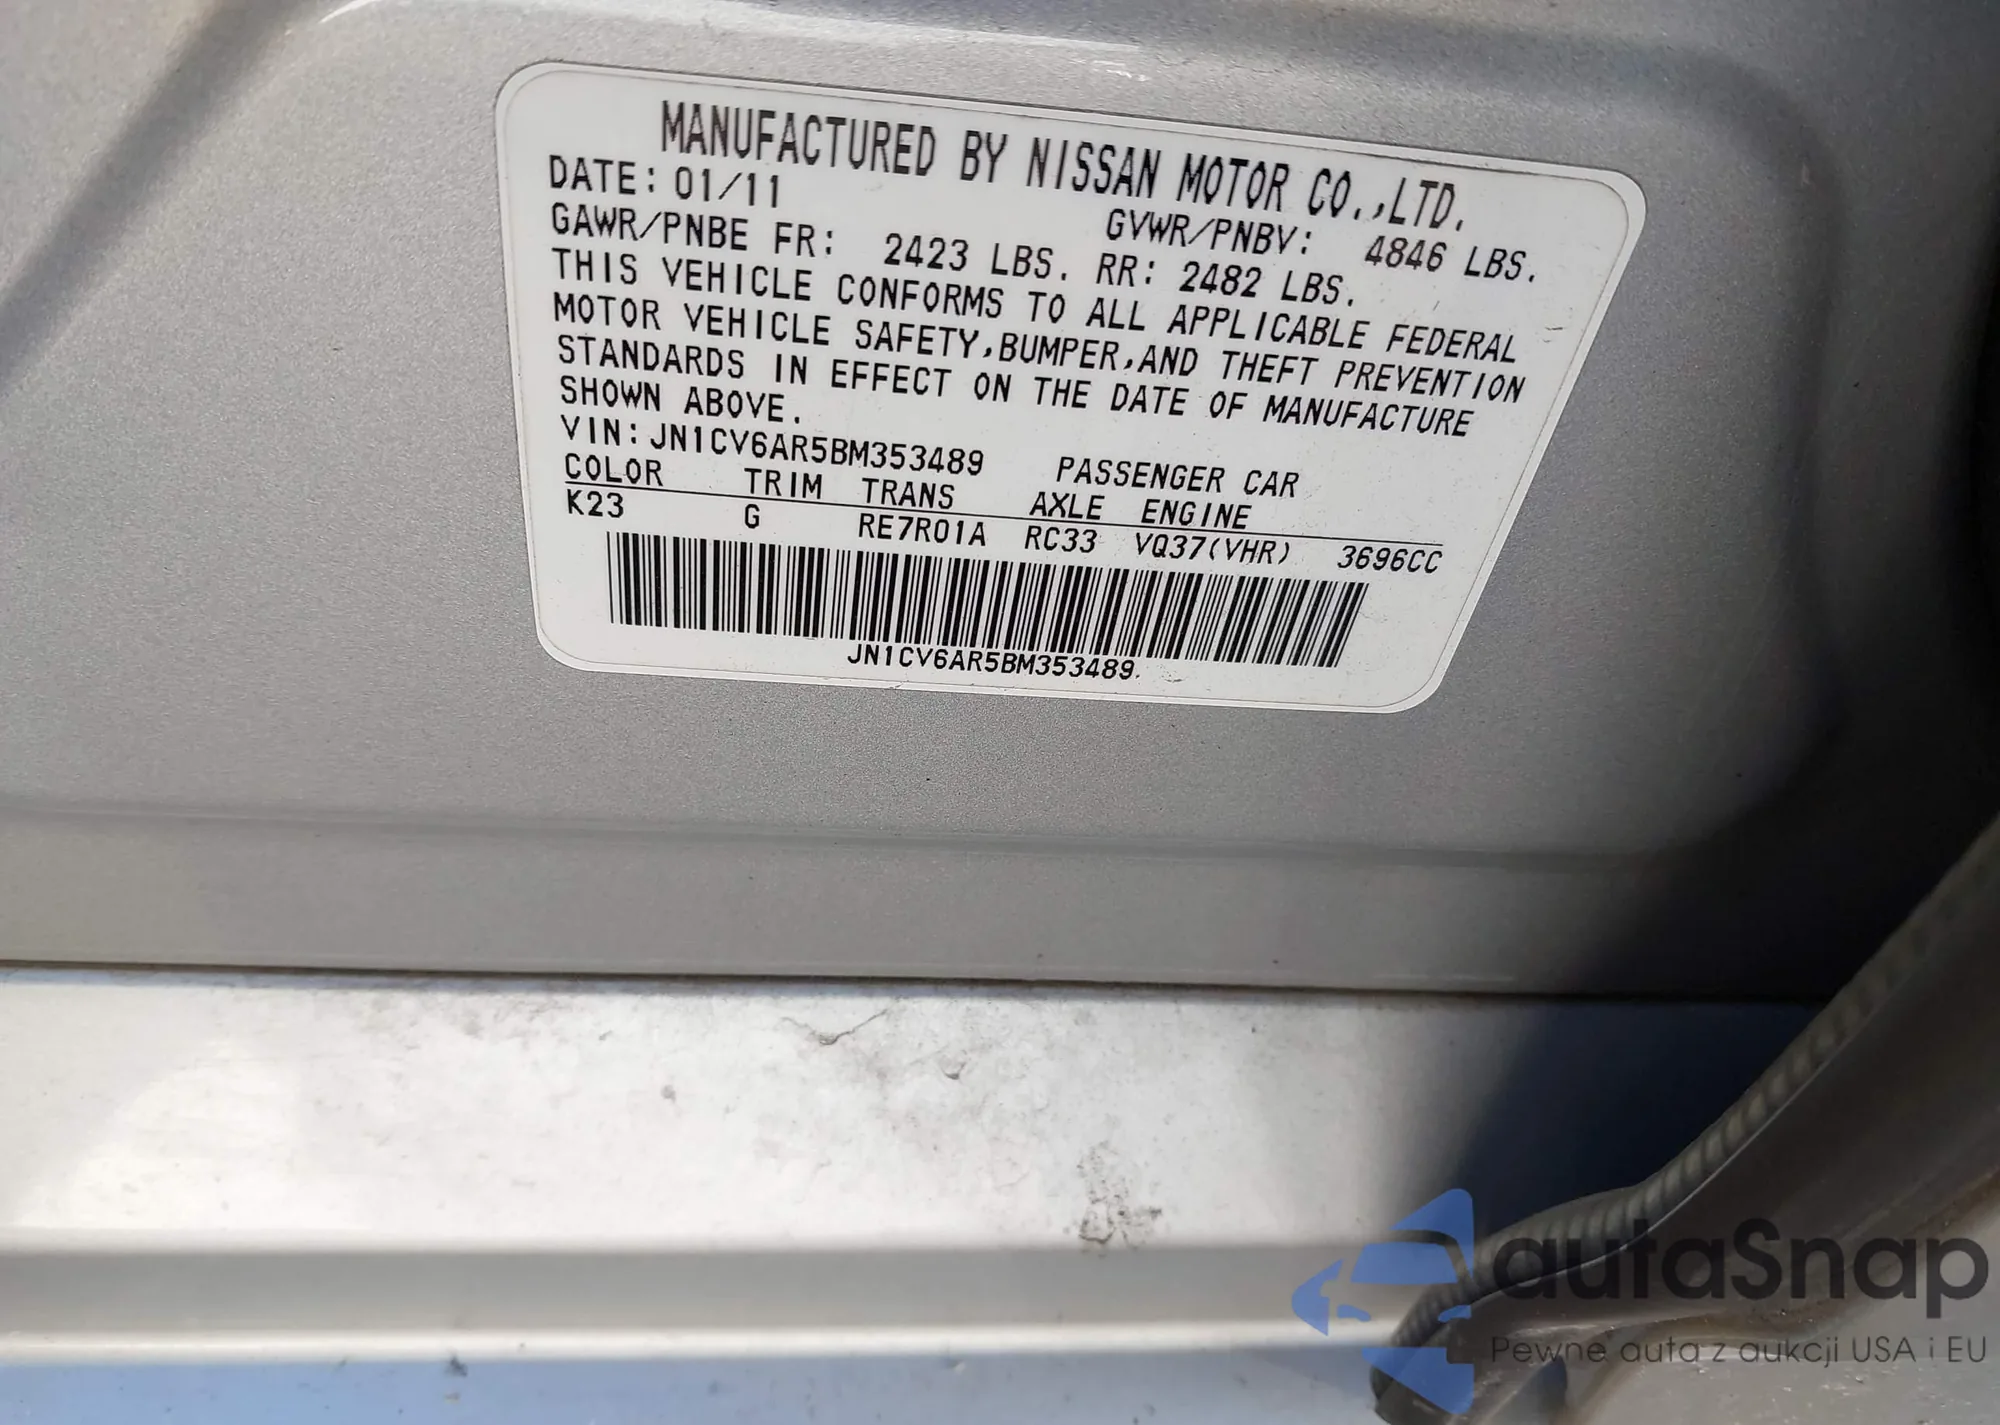 MANUFACTURED BY NISSAN MOTOR CO.,LTD.
DATE: 01/11 GVWR/PNBV: 4846 LBS.
GAWR/PNBE FR: 2423 LBS. RR: 2482 LBS.
THIS VEHICLE CONFORMS TO ALL APPLICABLE FEDERAL
MOTOR VEHICLE SAFETY,BUMPER,AND THEFT PREVENTION
STANDARDS IN EFFECT ON THE DATE OF MANUFACTURE
SHOWN ABOVE.
VIN:JN1CV6AR5BM353489 PASSENGER CAR
COLOR TRIM TRANS AXLE ENGINE
K23 G RE7R01A RC33 VQ37(VHR) 3696CC
JN1CV6AR5BM353489.
autaSnap
Pewne auta z aukcji USA i EU